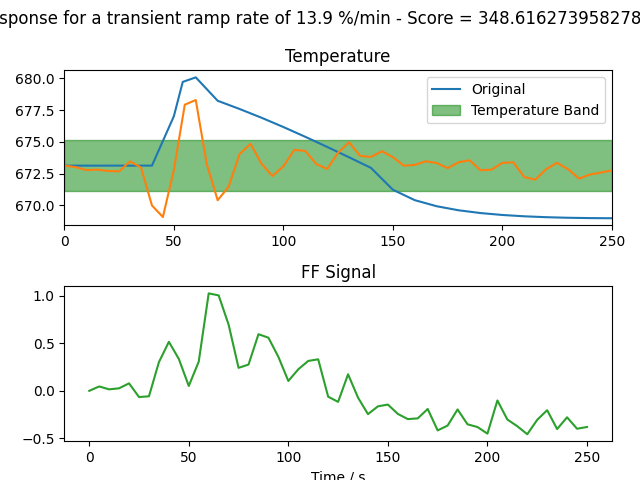 sponse for a transient ramp rate of 13.9 %/min - Score = 348.616273958278
Temperature
680.0
677.5
675.0
672.5
670.0
Original
Temperature Band
0 50 100 150 200 250
FF Signal
1.0
0.5
0.0
−0.5
0 50 100 150 200 250
Time / s